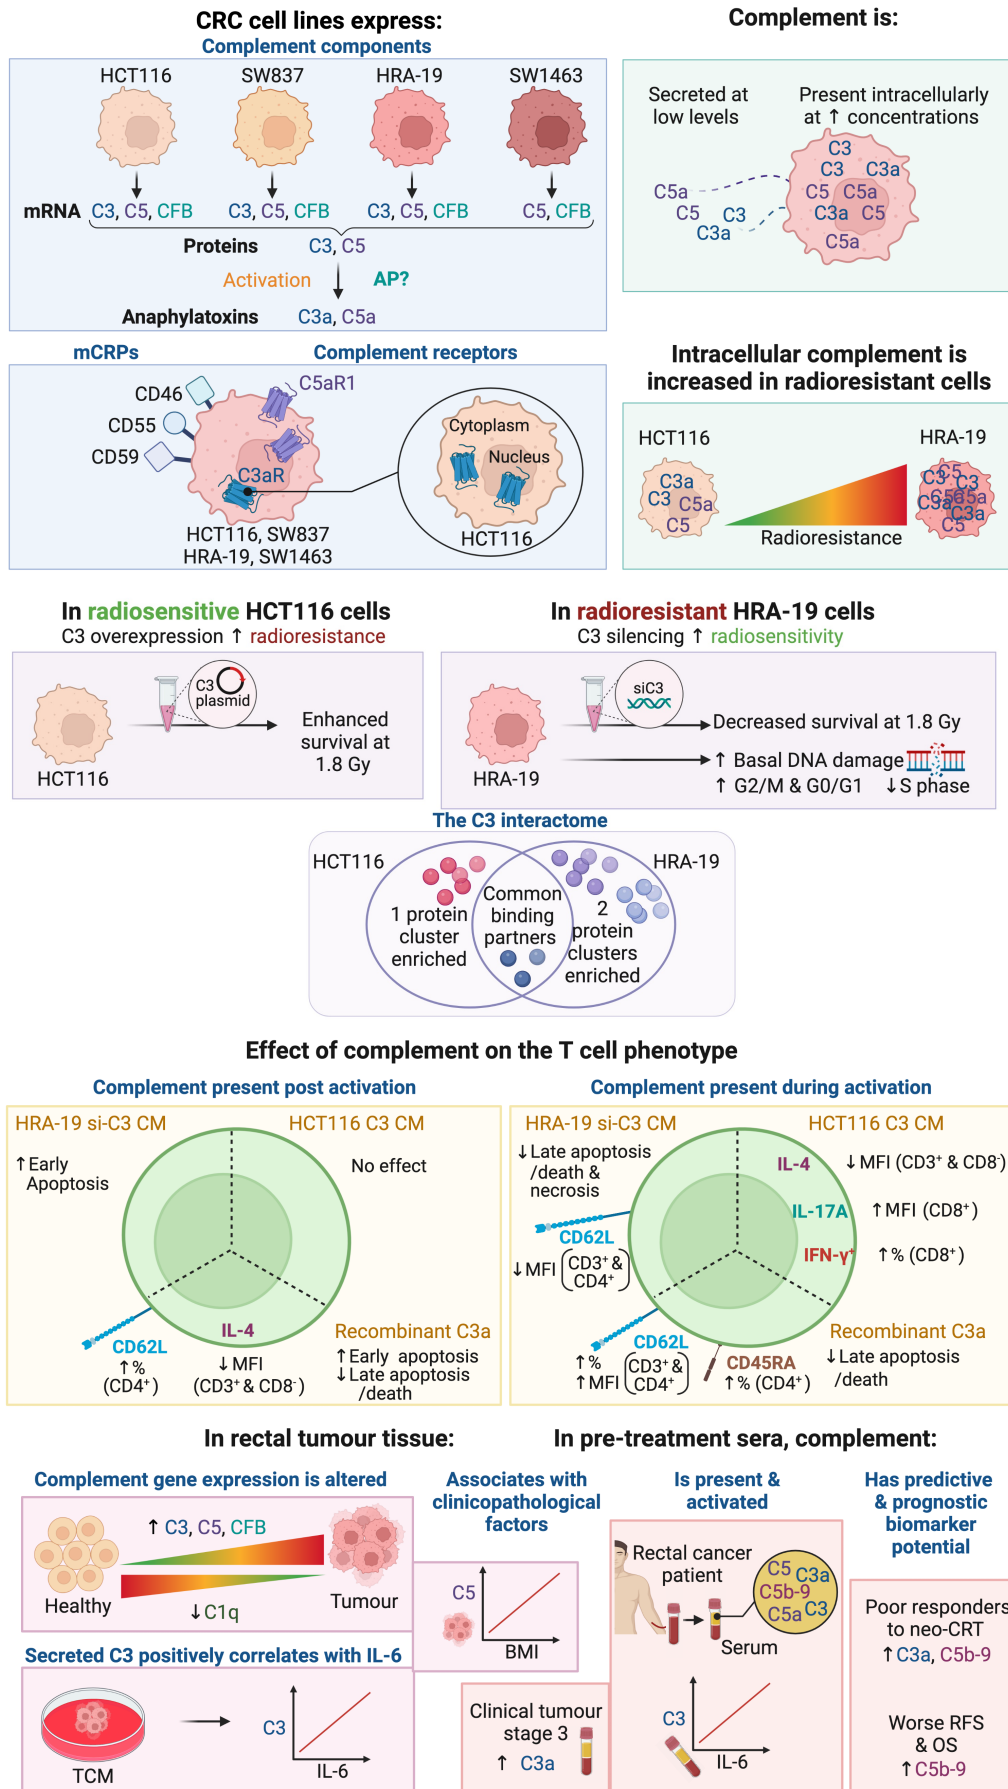 CRC cell lines express:
Complement components
HCT116
SW837
HRA-19
SW1463
mRNA
C3, C5, CFB
C3, C5, CFB
C3, C5, CFB
C5, CFB
Proteins
C3, C5
Activation
AP?
Anaphylatoxins
C3a, C5a
Complement is:
Secreted at
low levels
Present intracellularly
at ↑ concentrations
C5a
C5
C3
C3a
C3
C3
C3a
C5
C5a
C3a
C5
C5a
mCRPs
Complement receptors
CD46
CD55
CD59
C5aR1
C3aR
HCT116, SW837
HRA-19, SW1463
Cytoplasm
Nucleus
HCT116
Intracellular complement is
increased in radioresistant cells
HCT116
HRA-19
C3a
C3
C5a
C5
Radioresistance
C5
C3
C3
C5
C5a
C3a
C3a
C5
In radiosensitive HCT116 cells
C3 overexpression ↑ radioresistance
HCT116
C3
plasmid
Enhanced
survival at
1.8 Gy
In radioresistant HRA-19 cells
C3 silencing ↑ radiosensitivity
HRA-19
siC3
Decreased survival at 1.8 Gy
↑ Basal DNA damage
↑ G2/M & G0/G1 ↓S phase
The C3 interactome
HCT116
HRA-19
1 protein
cluster
enriched
Common
binding
partners
2
protein
clusters
enriched
Effect of complement on the T cell phenotype
Complement present post activation
HRA-19 si-C3 CM
HCT116 C3 CM
↑Early
Apoptosis
No effect
CD62L
↑%
(CD4⁺)
IL-4
↓MFI
(CD3⁺ & CD8⁻)
Recombinant C3a
↑Early apoptosis
↓Late apoptosis
/death
Complement present during activation
HRA-19 si-C3 CM
HCT116 C3 CM
↓Late apoptosis
/death &
necrosis
CD62L
↓MFI (CD3⁺ &
CD4⁺)
IL-4
↓MFI (CD3⁺ & CD8⁻)
IL-17A
↑MFI (CD8⁺)
IFN-γ⁺
↑% (CD8⁺)
CD62L
↑%
↑MFI (CD3⁺ &
CD4⁺)
CD45RA
↑% (CD4⁺)
Recombinant C3a
↓Late apoptosis
/death
In rectal tumour tissue:
Complement gene expression is altered
↑ C3, C5, CFB
Healthy
Tumour
↓C1q
Secreted C3 positively correlates with IL-6
TCM
C3
IL-6
Associates with
clinicopathological
factors
C5
BMI
Clinical tumour
stage 3
↑ C3a
In pre-treatment sera, complement:
Is present &
activated
Rectal cancer
patient
C5
C3a
C5b-9
C5a
C3
Serum
C3
IL-6
Has predictive
& prognostic
biomarker
potential
Poor responders
to neo-CRT
↑C3a, C5b-9
Worse RFS
& OS
↑C5b-9